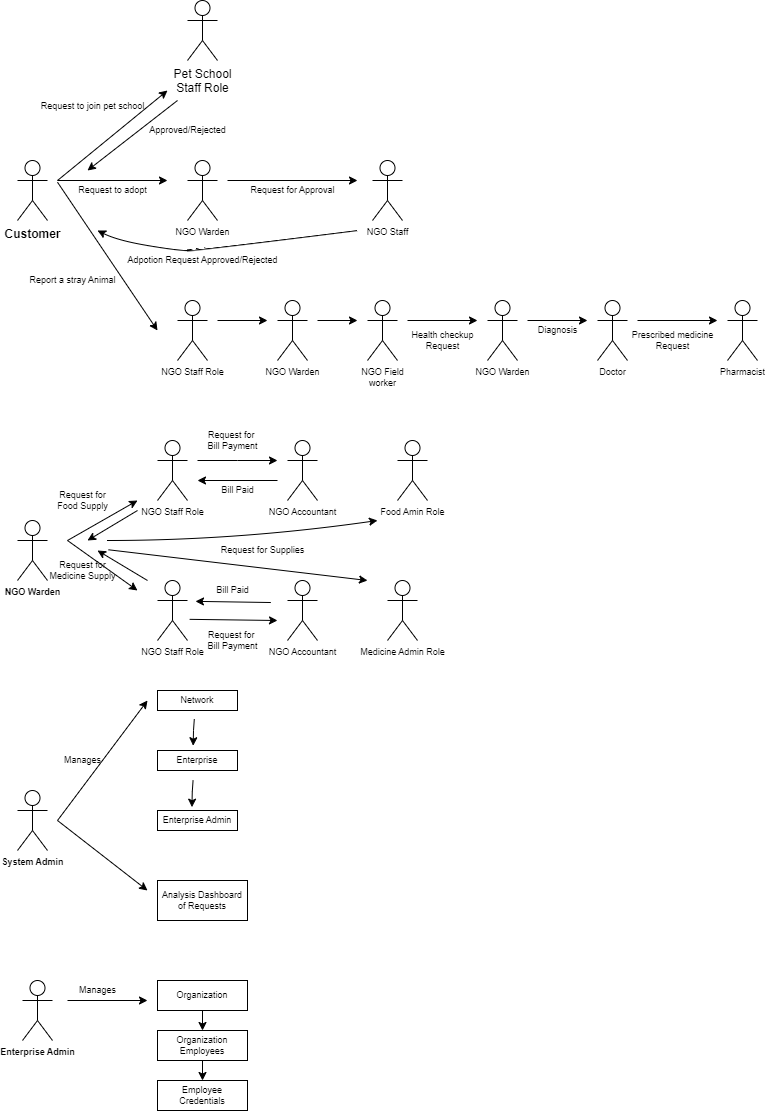 Pet School
Staff Role
Request to join pet school
Approved/Rejected
Request to adopt
Request for Approval
Customer
NGO Warden
NGO Staff
Adpotion Request Approved/Rejected
Report a stray Animal
Health checkup
Request
Diagnosis
Prescribed medicine
Request
NGO Staff Role
NGO Warden
NGO Field
worker
NGO Warden
Doctor
Pharmacist
Request for
Bill Payment
Bill Paid
Request for
Food Supply
NGO Staff Role
NGO Accountant
Food Amin Role
Request for Supplies
Request for
Medicine Supply
NGO Warden
Bill Paid
Request for
Bill Payment
NGO Staff Role
NGO Accountant
Medicine Admin Role
Network
Manages
Enterprise
Enterprise Admin
System Admin
Analysis Dashboard
of Requests
Manages
Organization
Organization
Employees
Enterprise Admin
Employee
Credentials